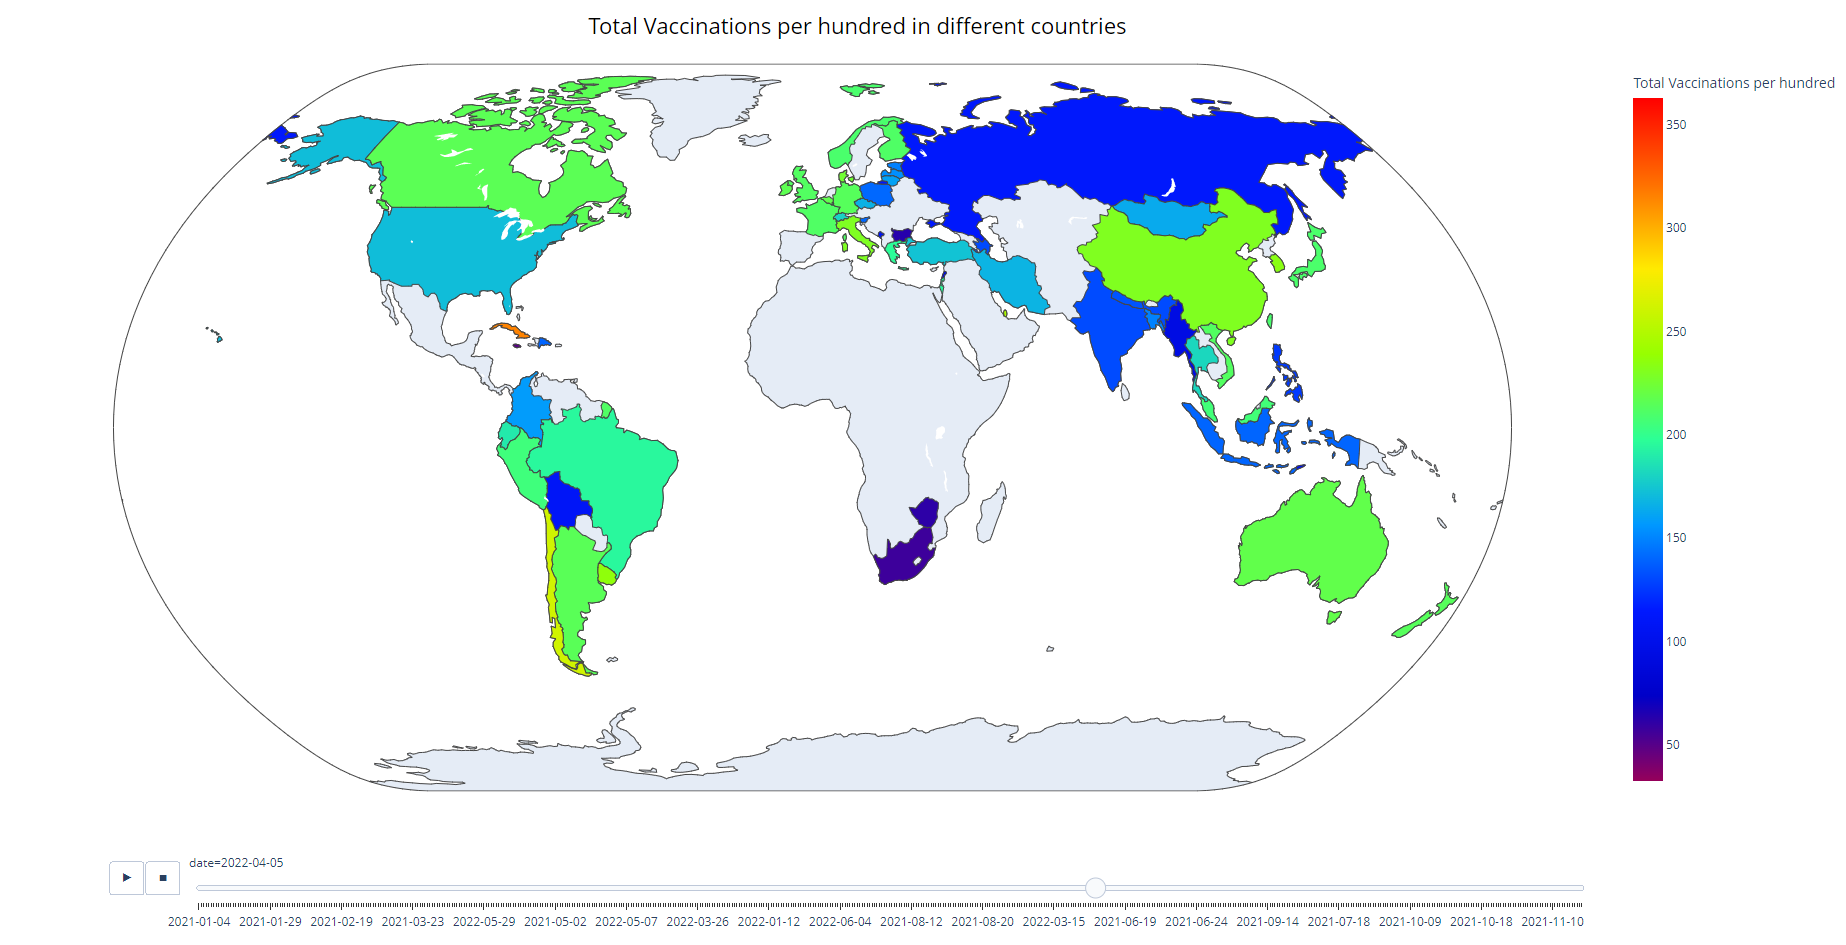 Total Vaccinations per hundred in different countries
Total Vaccinations per hundred
350
300
250
200
150
100
50
date=2022-04-05
2021-01-04 2021-01-29 2021-02-19 2021-03-23 2022-05-29 2021-05-02 2022-05-07 2022-03-26 2022-01-12 2022-06-04 2021-08-12 2021-08-20 2022-03-15 2021-06-19 2021-06-24 2021-09-14 2021-07-18 2021-10-09 2021-10-18 2021-11-10